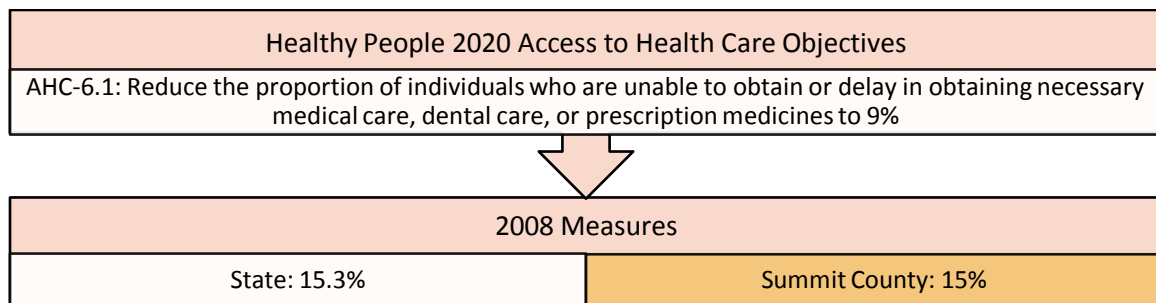 Healthy People 2020 Access to Health Care Objectives
AHC-6.1: Reduce the proportion of individuals who are unable to obtain or delay in obtaining necessary
medical care, dental care, or prescription medicines to 9%
2008 Measures
State: 15.3%
Summit County: 15%